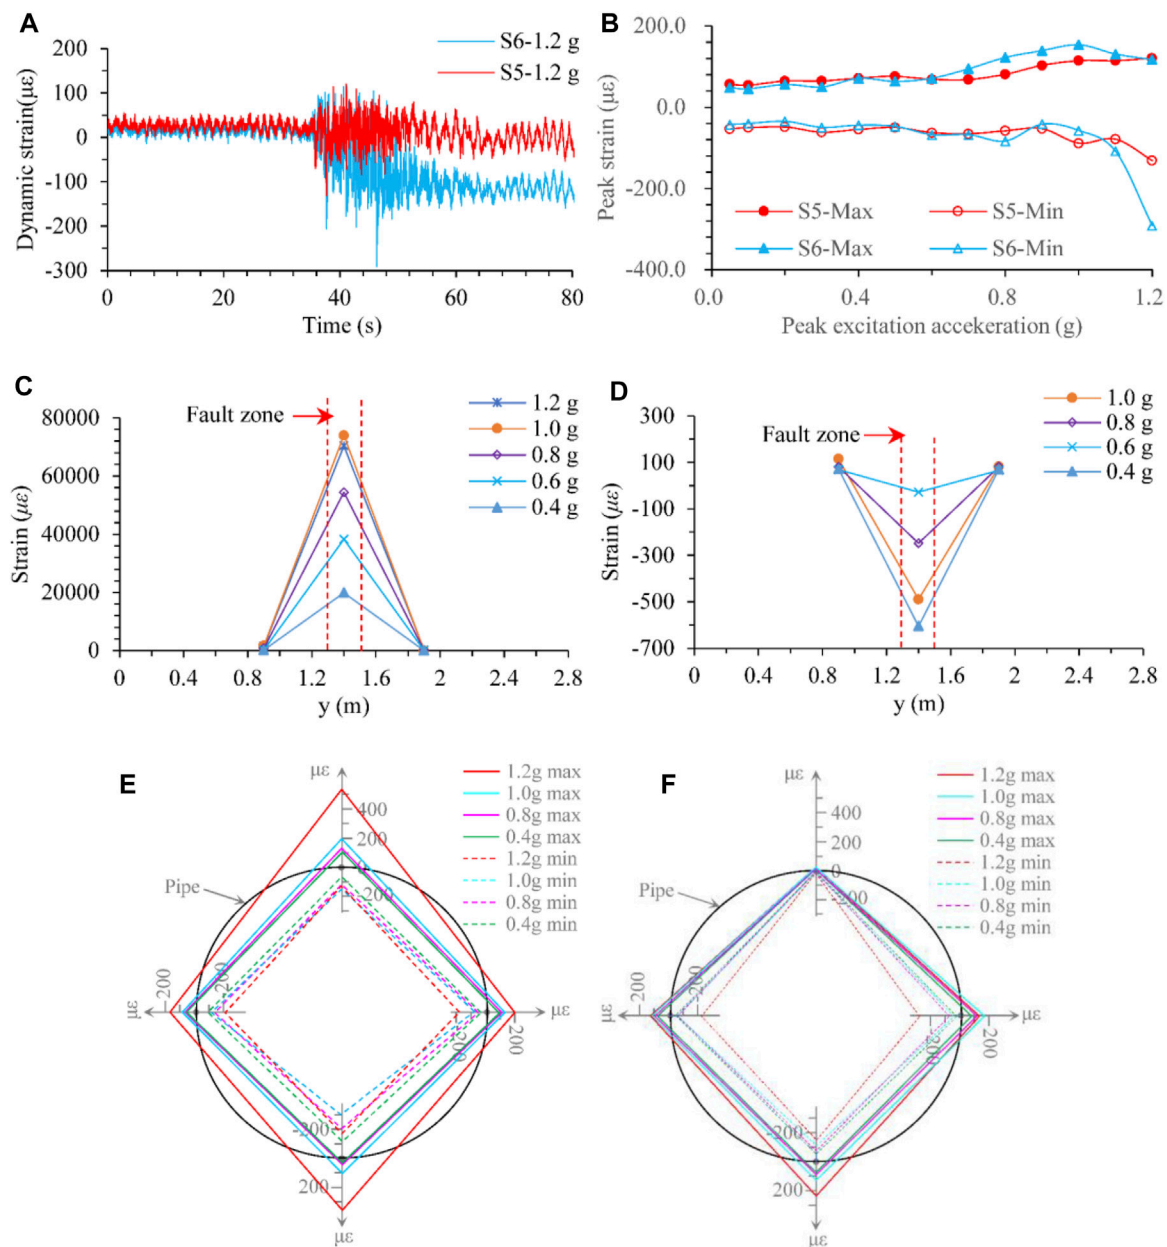 A
S6-1.2 g
S5-1.2 g
200
100
0
-100
-200
-300
Dynamic strain(με)
0 20 40 60 80
Time (s)
B
200.0
0.0
-200.0
-400.0
Peak strain (με)
S5-Max S5-Min
S6-Max S6-Min
0.0 0.4 0.8 1.2
Peak excitation accekeration (g)
C
Fault zone
1.2 g
1.0 g
0.8 g
0.6 g
0.4 g
80000
60000
40000
20000
0
Strain (με)
0 0.4 0.8 1.2 1.6 2 2.4 2.8
y (m)
D
Fault zone
1.0 g
0.8 g
0.6 g
0.4 g
300
100
-100
-300
-500
-700
Strain (με)
0 0.4 0.8 1.2 1.6 2 2.4 2.8
y (m)
E
με
1.2g max
1.0g max
0.8g max
0.4g max
1.2g min
1.0g min
0.8g min
0.4g min
400
200
0
-200
Pipe
200
-200
με
-200
200
με
-200
200
με
F
με
1.2g max
1.0g max
0.8g max
0.4g max
1.2g min
1.0g min
0.8g min
0.4g min
400
200
0
-200
Pipe
200
-200
με
-200
200
με
-200
200
με